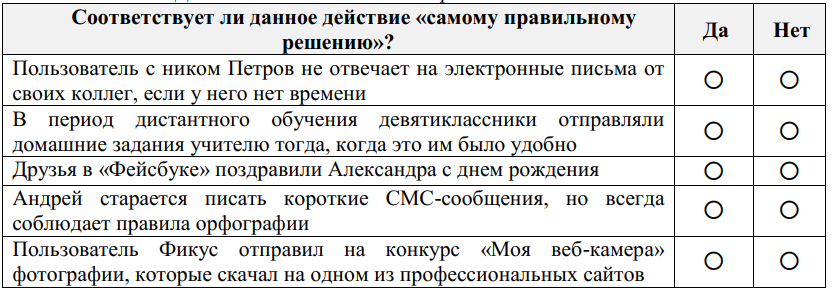 Соответствует ли данное действие «самому правильному
решению»?
Да
Нет
Пользователь с ником Петров не отвечает на электронные письма от
своих коллег, если у него нет времени
В период дистантного обучения девятиклассники отправляли
домашние задания учителю тогда, когда это им было удобно
Друзья в «Фейсбуке» поздравили Александра с днем рождения
Андрей старается писать короткие СМС-сообщения, но всегда
соблюдает правила орфографии
Пользователь Фикус отправил на конкурс «Моя веб-камера»
фотографии, которые скачал на одном из профессиональных сайтов